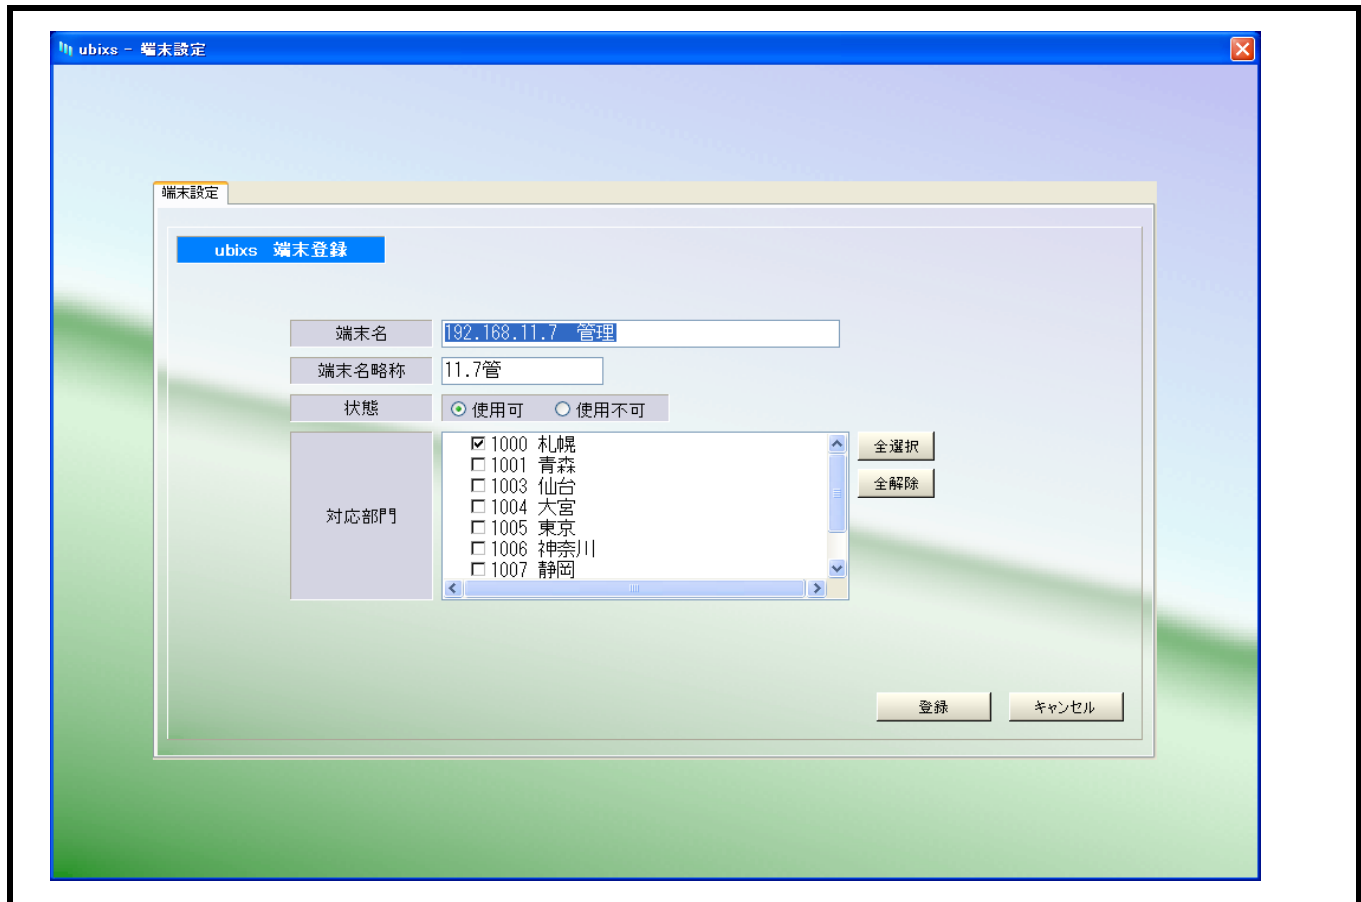 ubixs - 端末設定
端末設定
ubixs 端末登録
端末名 192.168.11.7 管理
端末名略称 11.7管
状態 使用可 使用不可
対応部門
1000 札幌
1001 青森
1003 仙台
1004 大宮
1005 東京
1006 神奈川
1007 静岡
全選択
全解除
登録 キャンセル